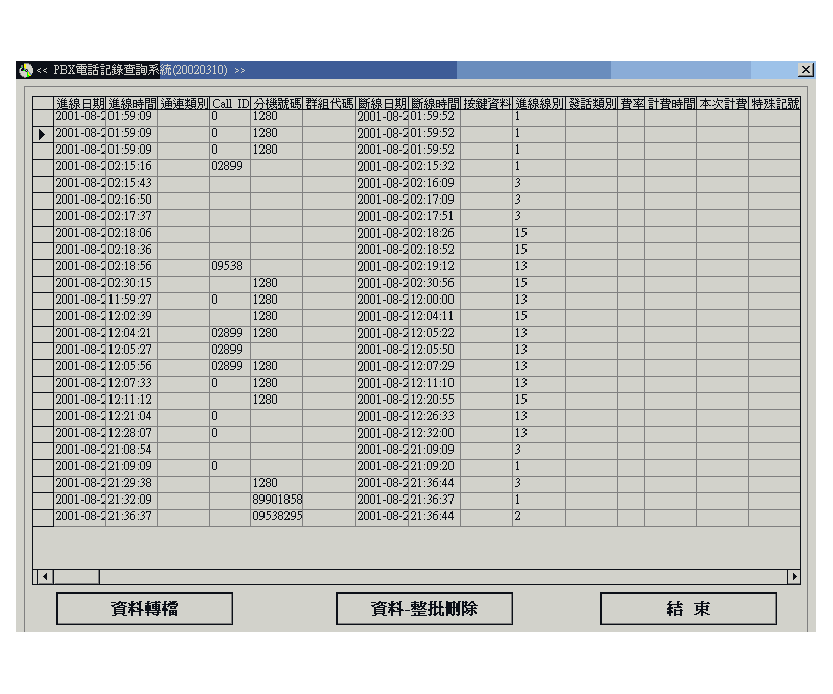 << PBX電話記錄查詢系統(20020310) >>
進線日期 進線時間 通連類別 Call ID 分機號碼 群組代碼 斷線日期 斷線時間 按鍵資料 進線線別 發話類別 費率 計費時間 本次計費 特殊記號
2001-08-2 01:59:09 0 1280 2001-08-2 01:59:52 1
2001-08-2 01:59:09 0 1280 2001-08-2 01:59:52 1
2001-08-2 01:59:09 0 1280 2001-08-2 01:59:52 1
2001-08-2 02:15:16 02899 2001-08-2 02:15:32 1
2001-08-2 02:15:43 2001-08-2 02:16:09 3
2001-08-2 02:16:50 2001-08-2 02:17:09 3
2001-08-2 02:17:37 2001-08-2 02:17:51 3
2001-08-2 02:18:06 2001-08-2 02:18:26 15
2001-08-2 02:18:36 2001-08-2 02:18:52 15
2001-08-2 02:18:56 09538 2001-08-2 02:19:12 13
2001-08-2 02:30:15 1280 2001-08-2 02:30:56 15
2001-08-2 11:59:27 0 1280 2001-08-2 12:00:00 13
2001-08-2 12:02:39 1280 2001-08-2 12:04:11 15
2001-08-2 12:04:21 02899 1280 2001-08-2 12:05:22 13
2001-08-2 12:05:27 02899 2001-08-2 12:05:50 13
2001-08-2 12:05:56 02899 1280 2001-08-2 12:07:29 13
2001-08-2 12:07:33 0 1280 2001-08-2 12:11:10 13
2001-08-2 12:11:12 1280 2001-08-2 12:20:55 15
2001-08-2 12:21:04 0 2001-08-2 12:26:33 13
2001-08-2 12:28:07 0 2001-08-2 12:32:00 13
2001-08-2 21:08:54 2001-08-2 21:09:09 3
2001-08-2 21:09:09 0 2001-08-2 21:09:20 1
2001-08-2 21:29:38 1280 2001-08-2 21:36:44 3
2001-08-2 21:32:09 89901858 2001-08-2 21:36:37 1
2001-08-2 21:36:37 09538295 2001-08-2 21:36:44 2
資料轉檔 資料-整批刪除 結 束